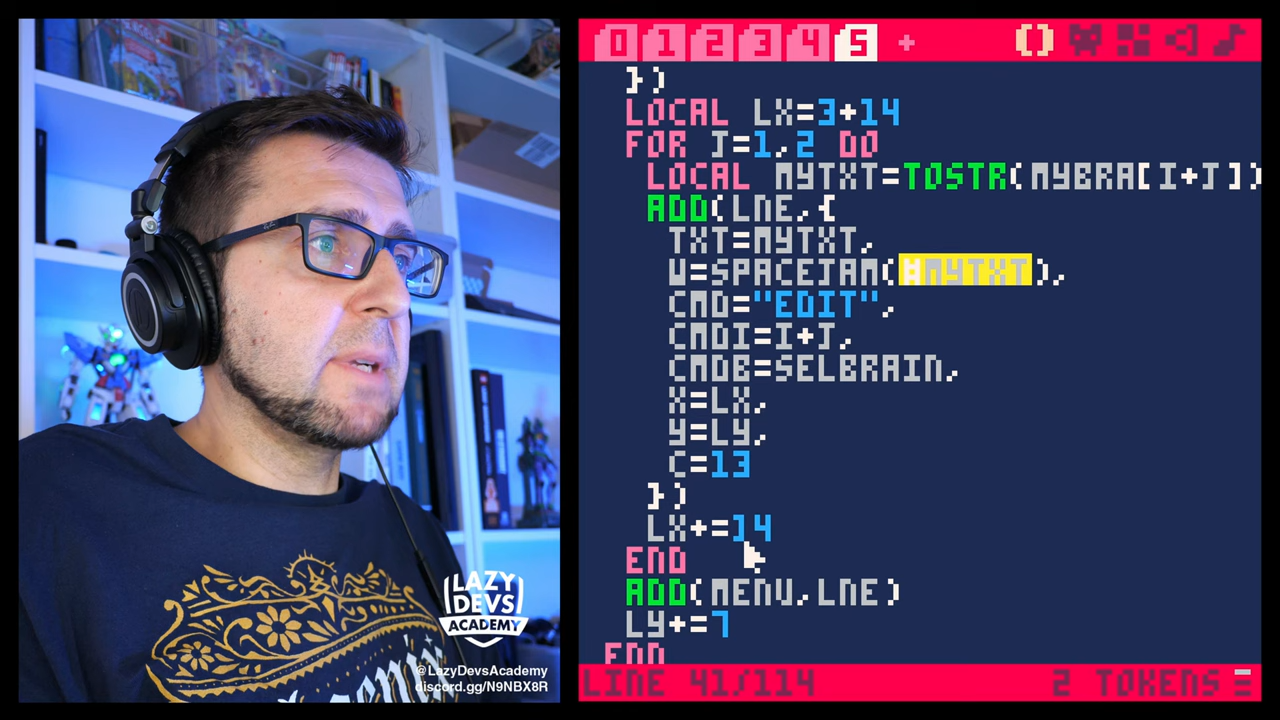 0 1 2 3 4 5 + ()
})
LOCAL LX=3+14
FOR J=1,2 DO
LOCAL MYTXT=TOSTR(MYBRA[I+J])
ADD(LNE,{
TXT=MYTXT,
W=SPACEJAM(#MYTXT),
CMD="EDIT",
CMDI=I+J,
CMDB=SELBRAIN,
X=LX,
Y=LY,
C=13
})
LX+=14
END
ADD(MENU,LNE)
LY+=7
END
LINE 41/114 2 TOKENS
LAZY
DEVS
ACADEMY
@LazyDevsAcademy
discord.gg/N9NBX8R